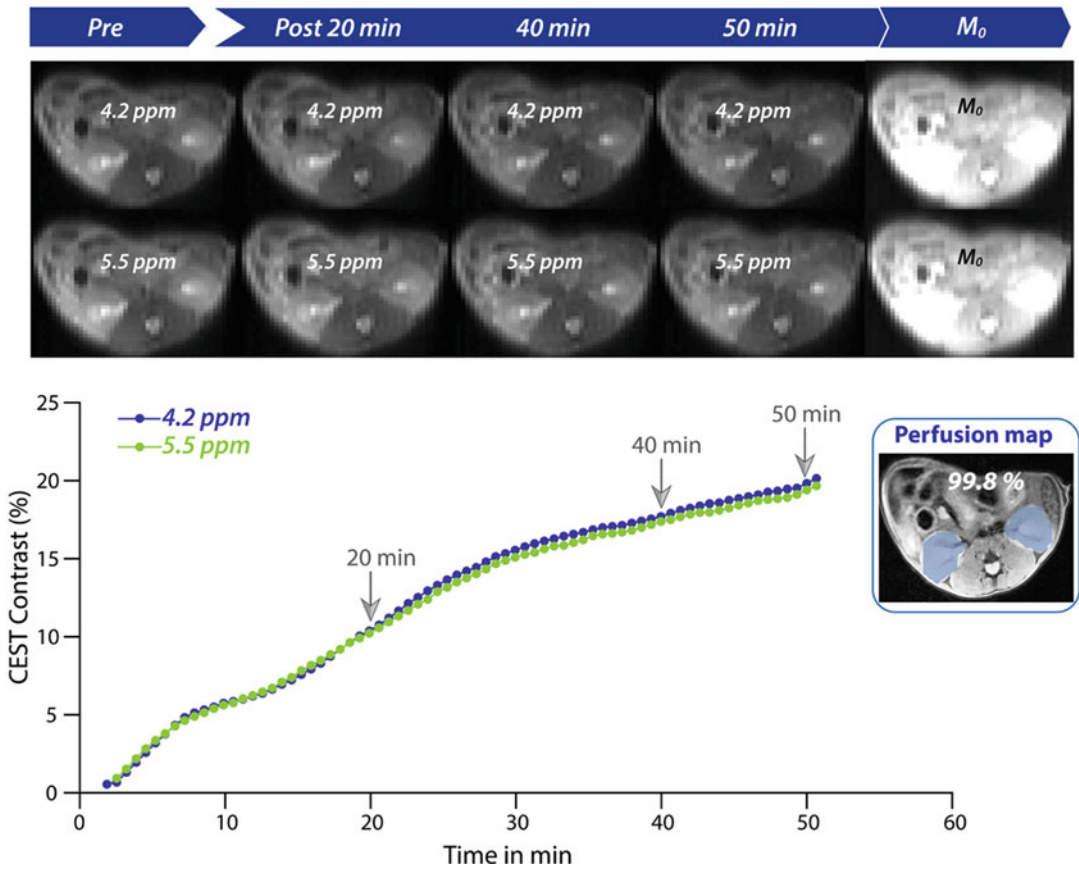 Pre Post 20 min 40 min 50 min M₀
4.2 ppm 4.2 ppm 4.2 ppm 4.2 ppm M₀
5.5 ppm 5.5 ppm 5.5 ppm 5.5 ppm M₀
25
20
15
10
5
0
CEST Contrast (%)
4.2 ppm
5.5 ppm
20 min
40 min
50 min
Perfusion map
99.8 %
0 10 20 30 40 50 60
Time in min